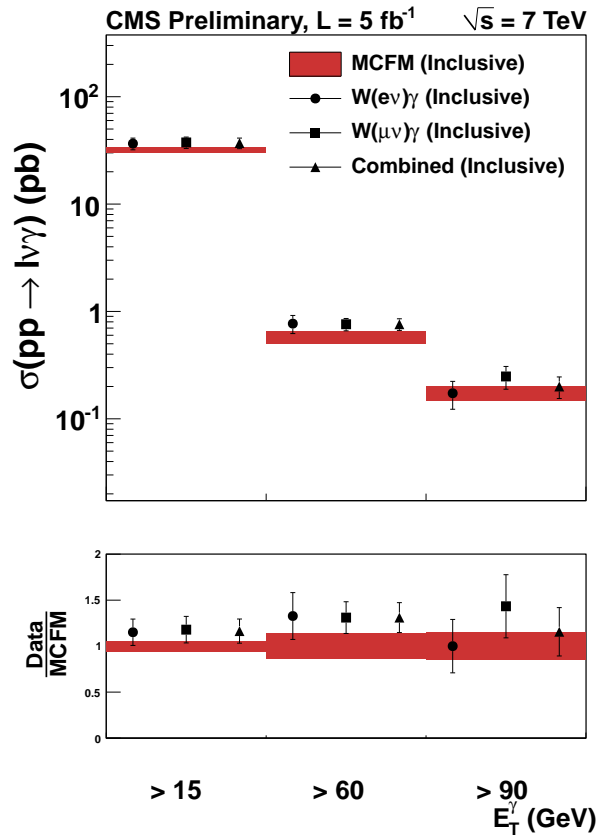 CMS Preliminary, L = 5 fb⁻¹ √s = 7 TeV
MCFM (Inclusive)
W(eν)γ (Inclusive)
W(μν)γ (Inclusive)
Combined (Inclusive)
σ(pp → lνγ) (pb)
10²
10
1
10⁻¹
Data
MCFM
2
1.5
1
0.5
0
> 15 > 60 > 90
E_T^γ (GeV)